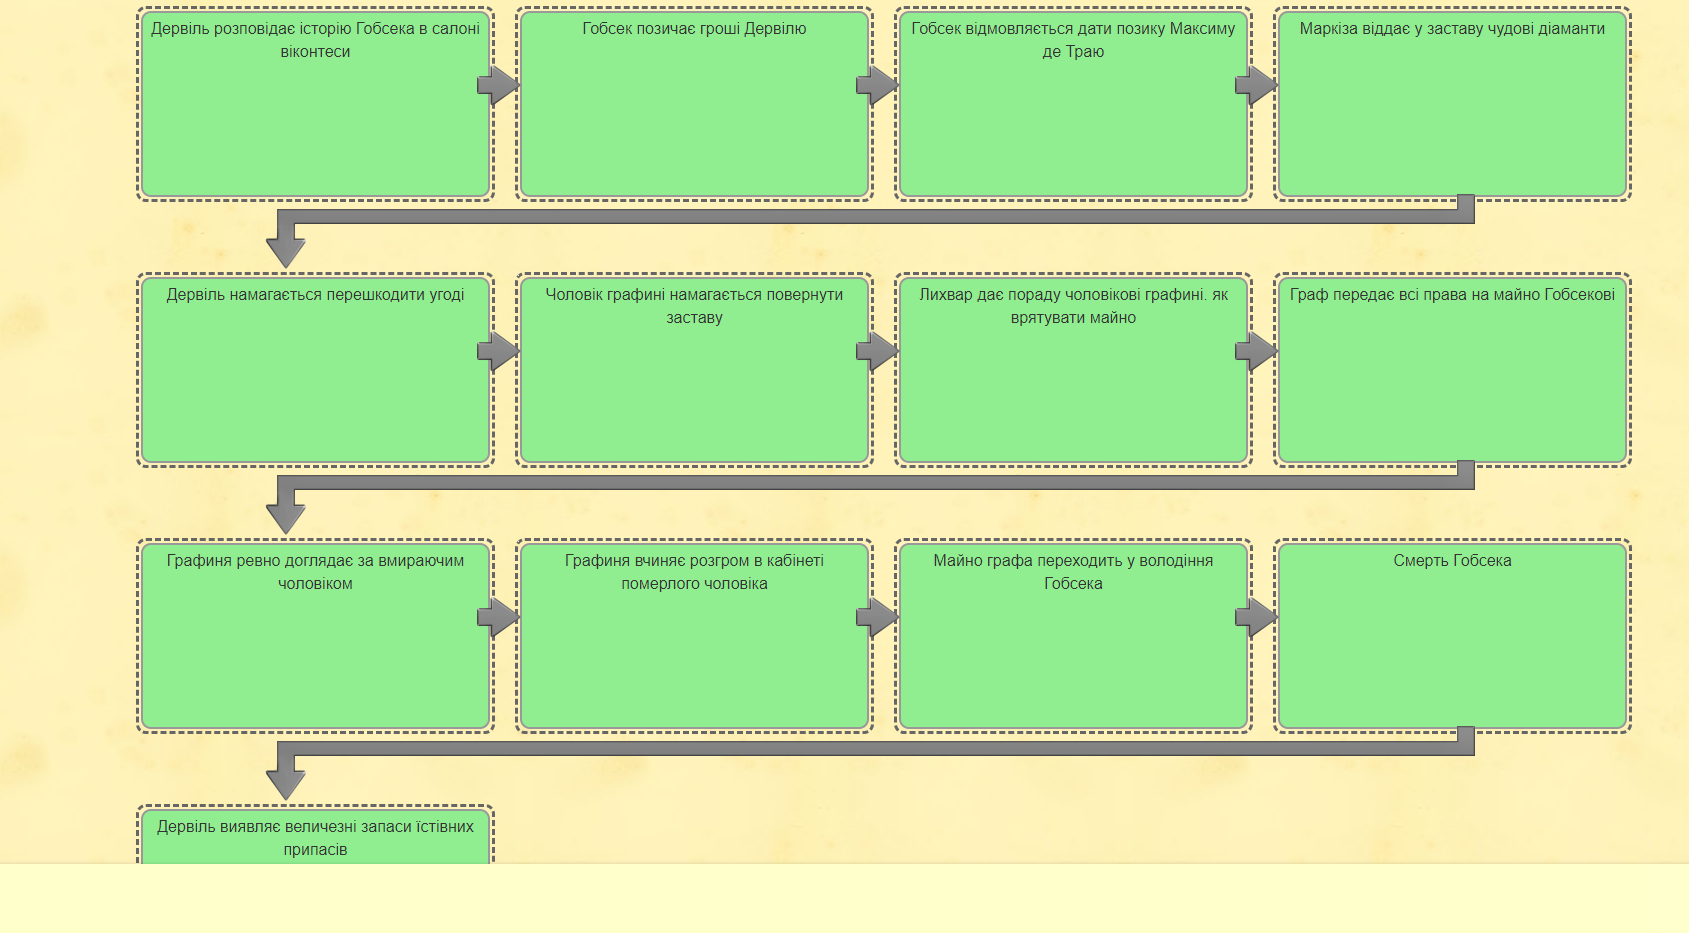 Дервіль розповідає історію Гобсека в салоні
віконтеси
Гобсек позичає гроші Дервілю
Гобсек відмовляється дати позику Максиму
де Траю
Маркіза віддає у заставу чудові діаманти
Дервіль намагається перешкодити угоді
Чоловік графині намагається повернути
заставу
Лихвар дає пораду чоловікові графині. як
врятувати майно
Граф передає всі права на майно Гобсекові
Графиня ревно доглядає за вмираючим
чоловіком
Графиня вчиняє розгром в кабінеті
померлого чоловіка
Майно графа переходить у володіння
Гобсека
Смерть Гобсека
Дервіль виявляє величезні запаси їстівних
припасів